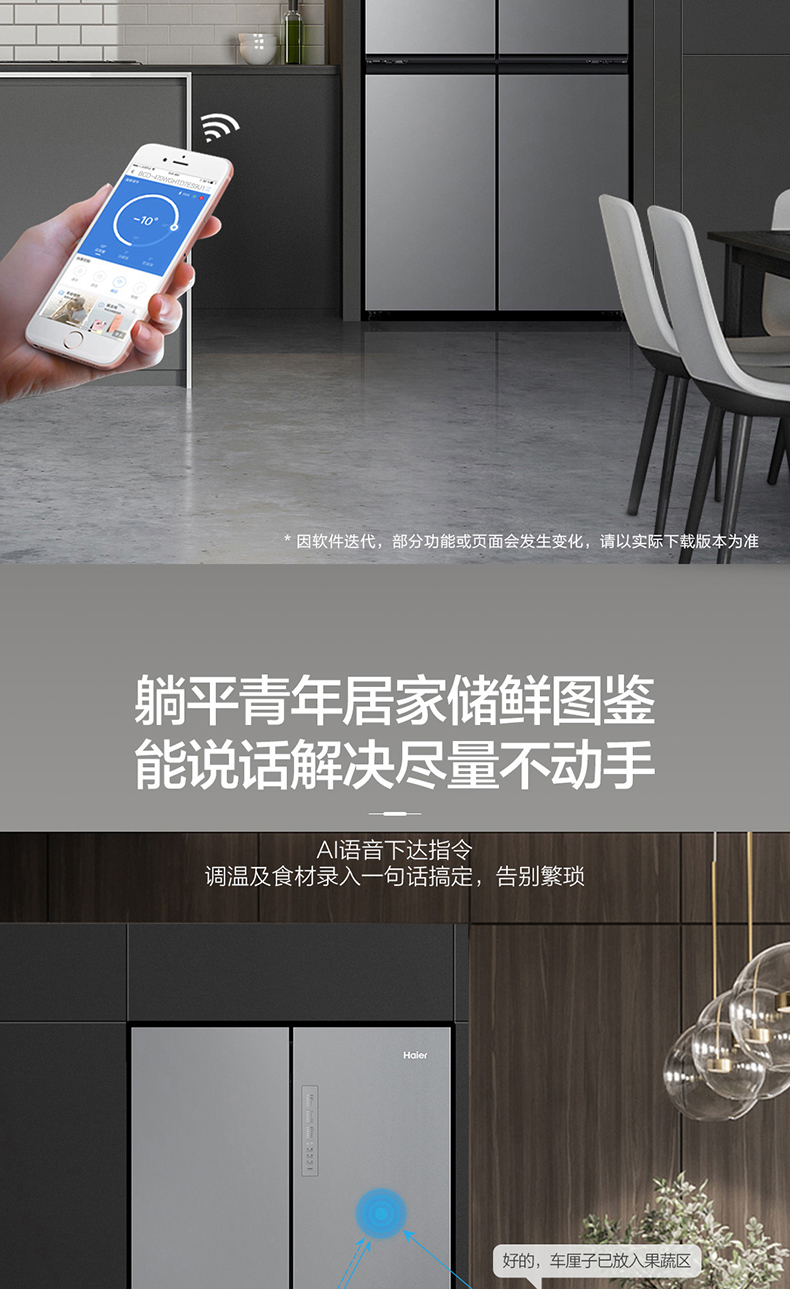 -10°
* 因软件迭代，部分功能或页面会发生变化，请以实际下载版本为准
躺平青年居家储鲜图鉴
能说话解决尽量不动手
AI语音下达指令
调温及食材录入一句话搞定，告别繁琐
Haier
好的，车厘子已放入果蔬区